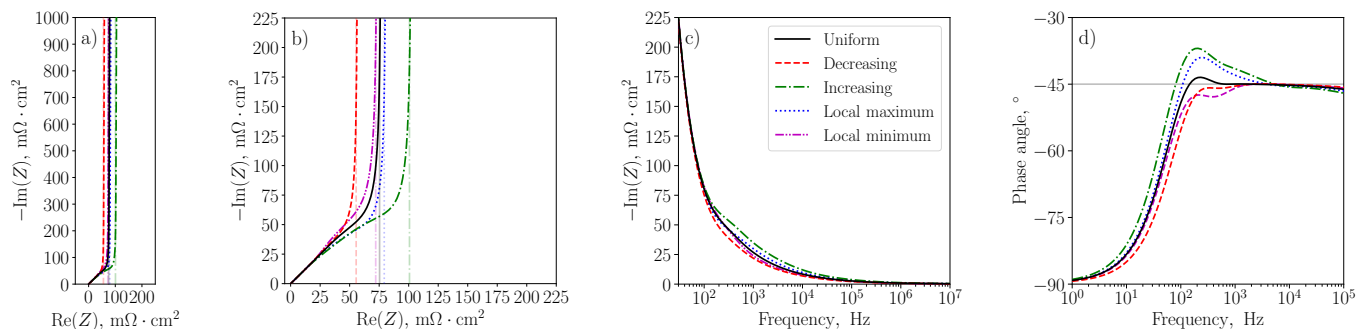 a)
1000
900
800
700
600
500
400
300
200
100
0
−Im(Z), mΩ · cm²
0 100 200
Re(Z), mΩ · cm²
b)
225
200
175
150
125
100
75
50
25
0
−Im(Z), mΩ · cm²
0 25 50 75 100 125 150 175 200 225
Re(Z), mΩ · cm²
c)
225
200
175
150
125
100
75
50
25
0
−Im(Z), mΩ · cm²
Uniform
Decreasing
Increasing
Local maximum
Local minimum
10² 10³ 10⁴ 10⁵ 10⁶ 10⁷
Frequency, Hz
d)
−30
−45
−60
−75
−90
Phase angle, °
10⁰ 10¹ 10² 10³ 10⁴ 10⁵
Frequency, Hz